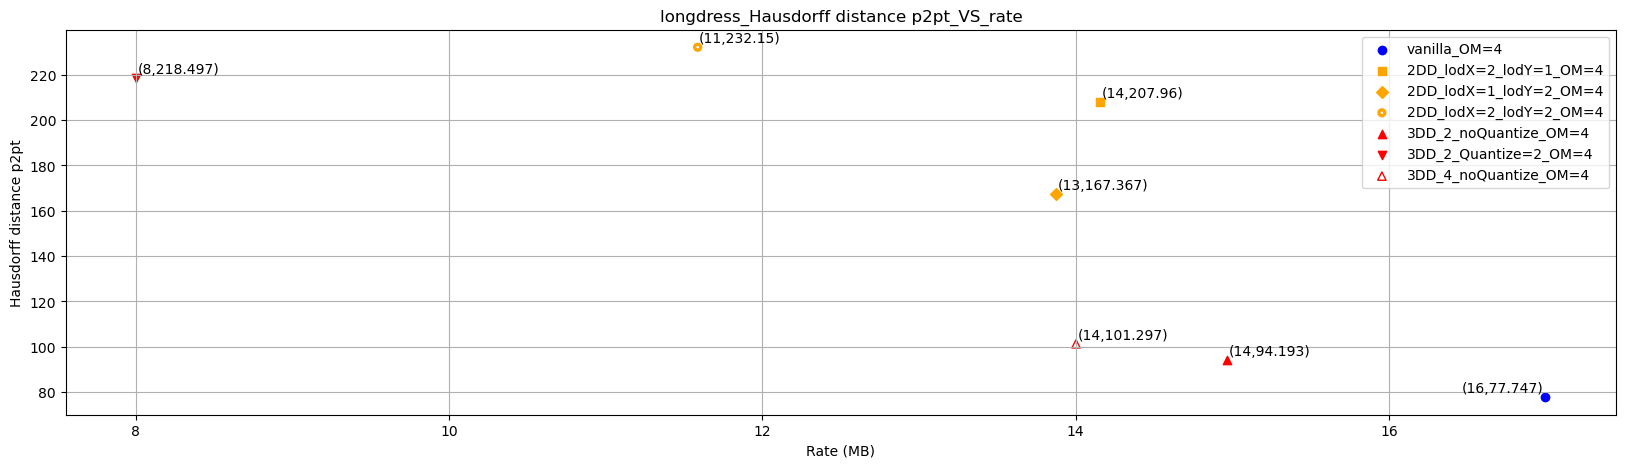 longdress_Hausdorff distance p2pt_VS_rate
Hausdorff distance p2pt
220
200
180
160
140
120
100
80
(8,218.497)
(11,232.15)
(14,207.96)
(13,167.367)
(14,101.297)
(14,94.193)
(16,77.747)
vanilla_OM=4
2DD_lodX=2_lodY=1_OM=4
2DD_lodX=1_lodY=2_OM=4
2DD_lodX=2_lodY=2_OM=4
3DD_2_noQuantize_OM=4
3DD_2_Quantize=2_OM=4
3DD_4_noQuantize_OM=4
8
10
12
14
16
Rate (MB)